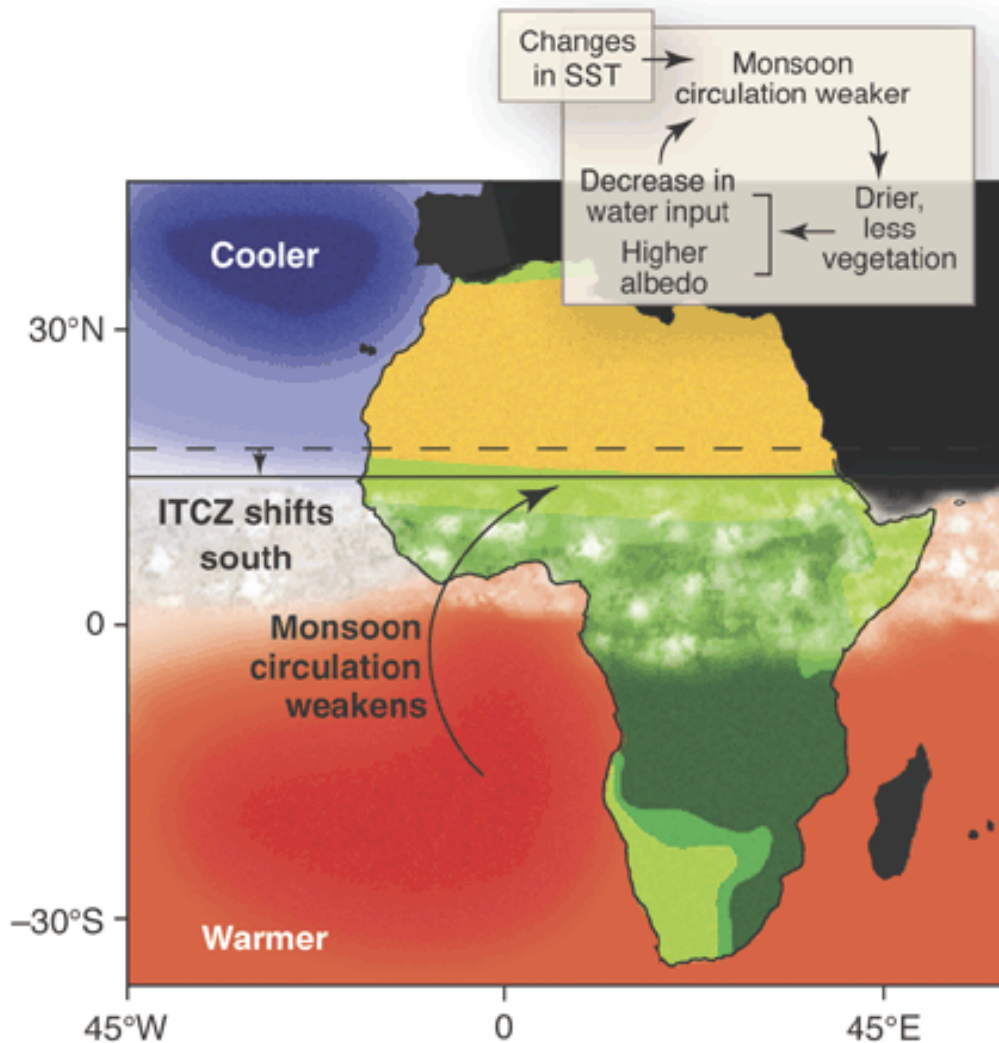 Changes
in SST
Monsoon
circulation weaker
Decrease in
water input
Higher
albedo
Drier,
less
vegetation
Cooler
30°N
ITCZ shifts
south
0
Monsoon
circulation
weakens
–30°S
Warmer
45°W
0
45°E